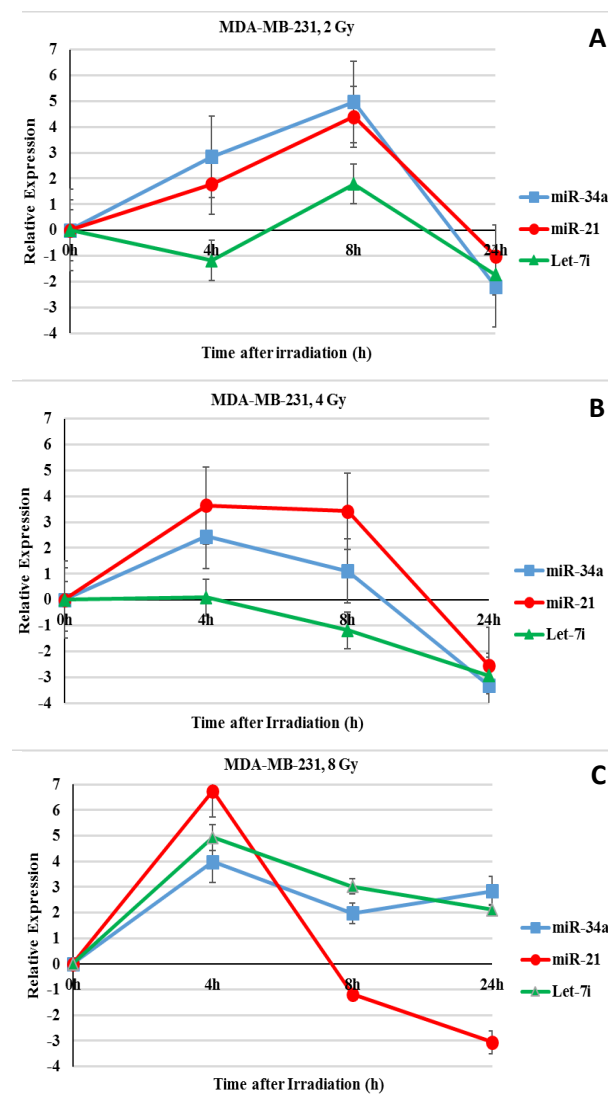 MDA-MB-231, 2 Gy
A
7
6
5
4
3
2
1
0
-1
-2
-3
-4
Relative Expression
0h
4h
8h
23h
miR-34a
miR-21
Let-7i
Time after irradiation (h)
MDA-MB-231, 4 Gy
B
7
6
5
4
3
2
1
0
-1
-2
-3
-4
Relative Expression
0h
4h
8h
24h
miR-34a
miR-21
Let-7i
Time after Irradiation (h)
MDA-MB-231, 8 Gy
C
7
6
5
4
3
2
1
0
-1
-2
-3
-4
Relative Expression
0h
4h
8h
24h
miR-34a
miR-21
Let-7i
Time after Irradiation (h)